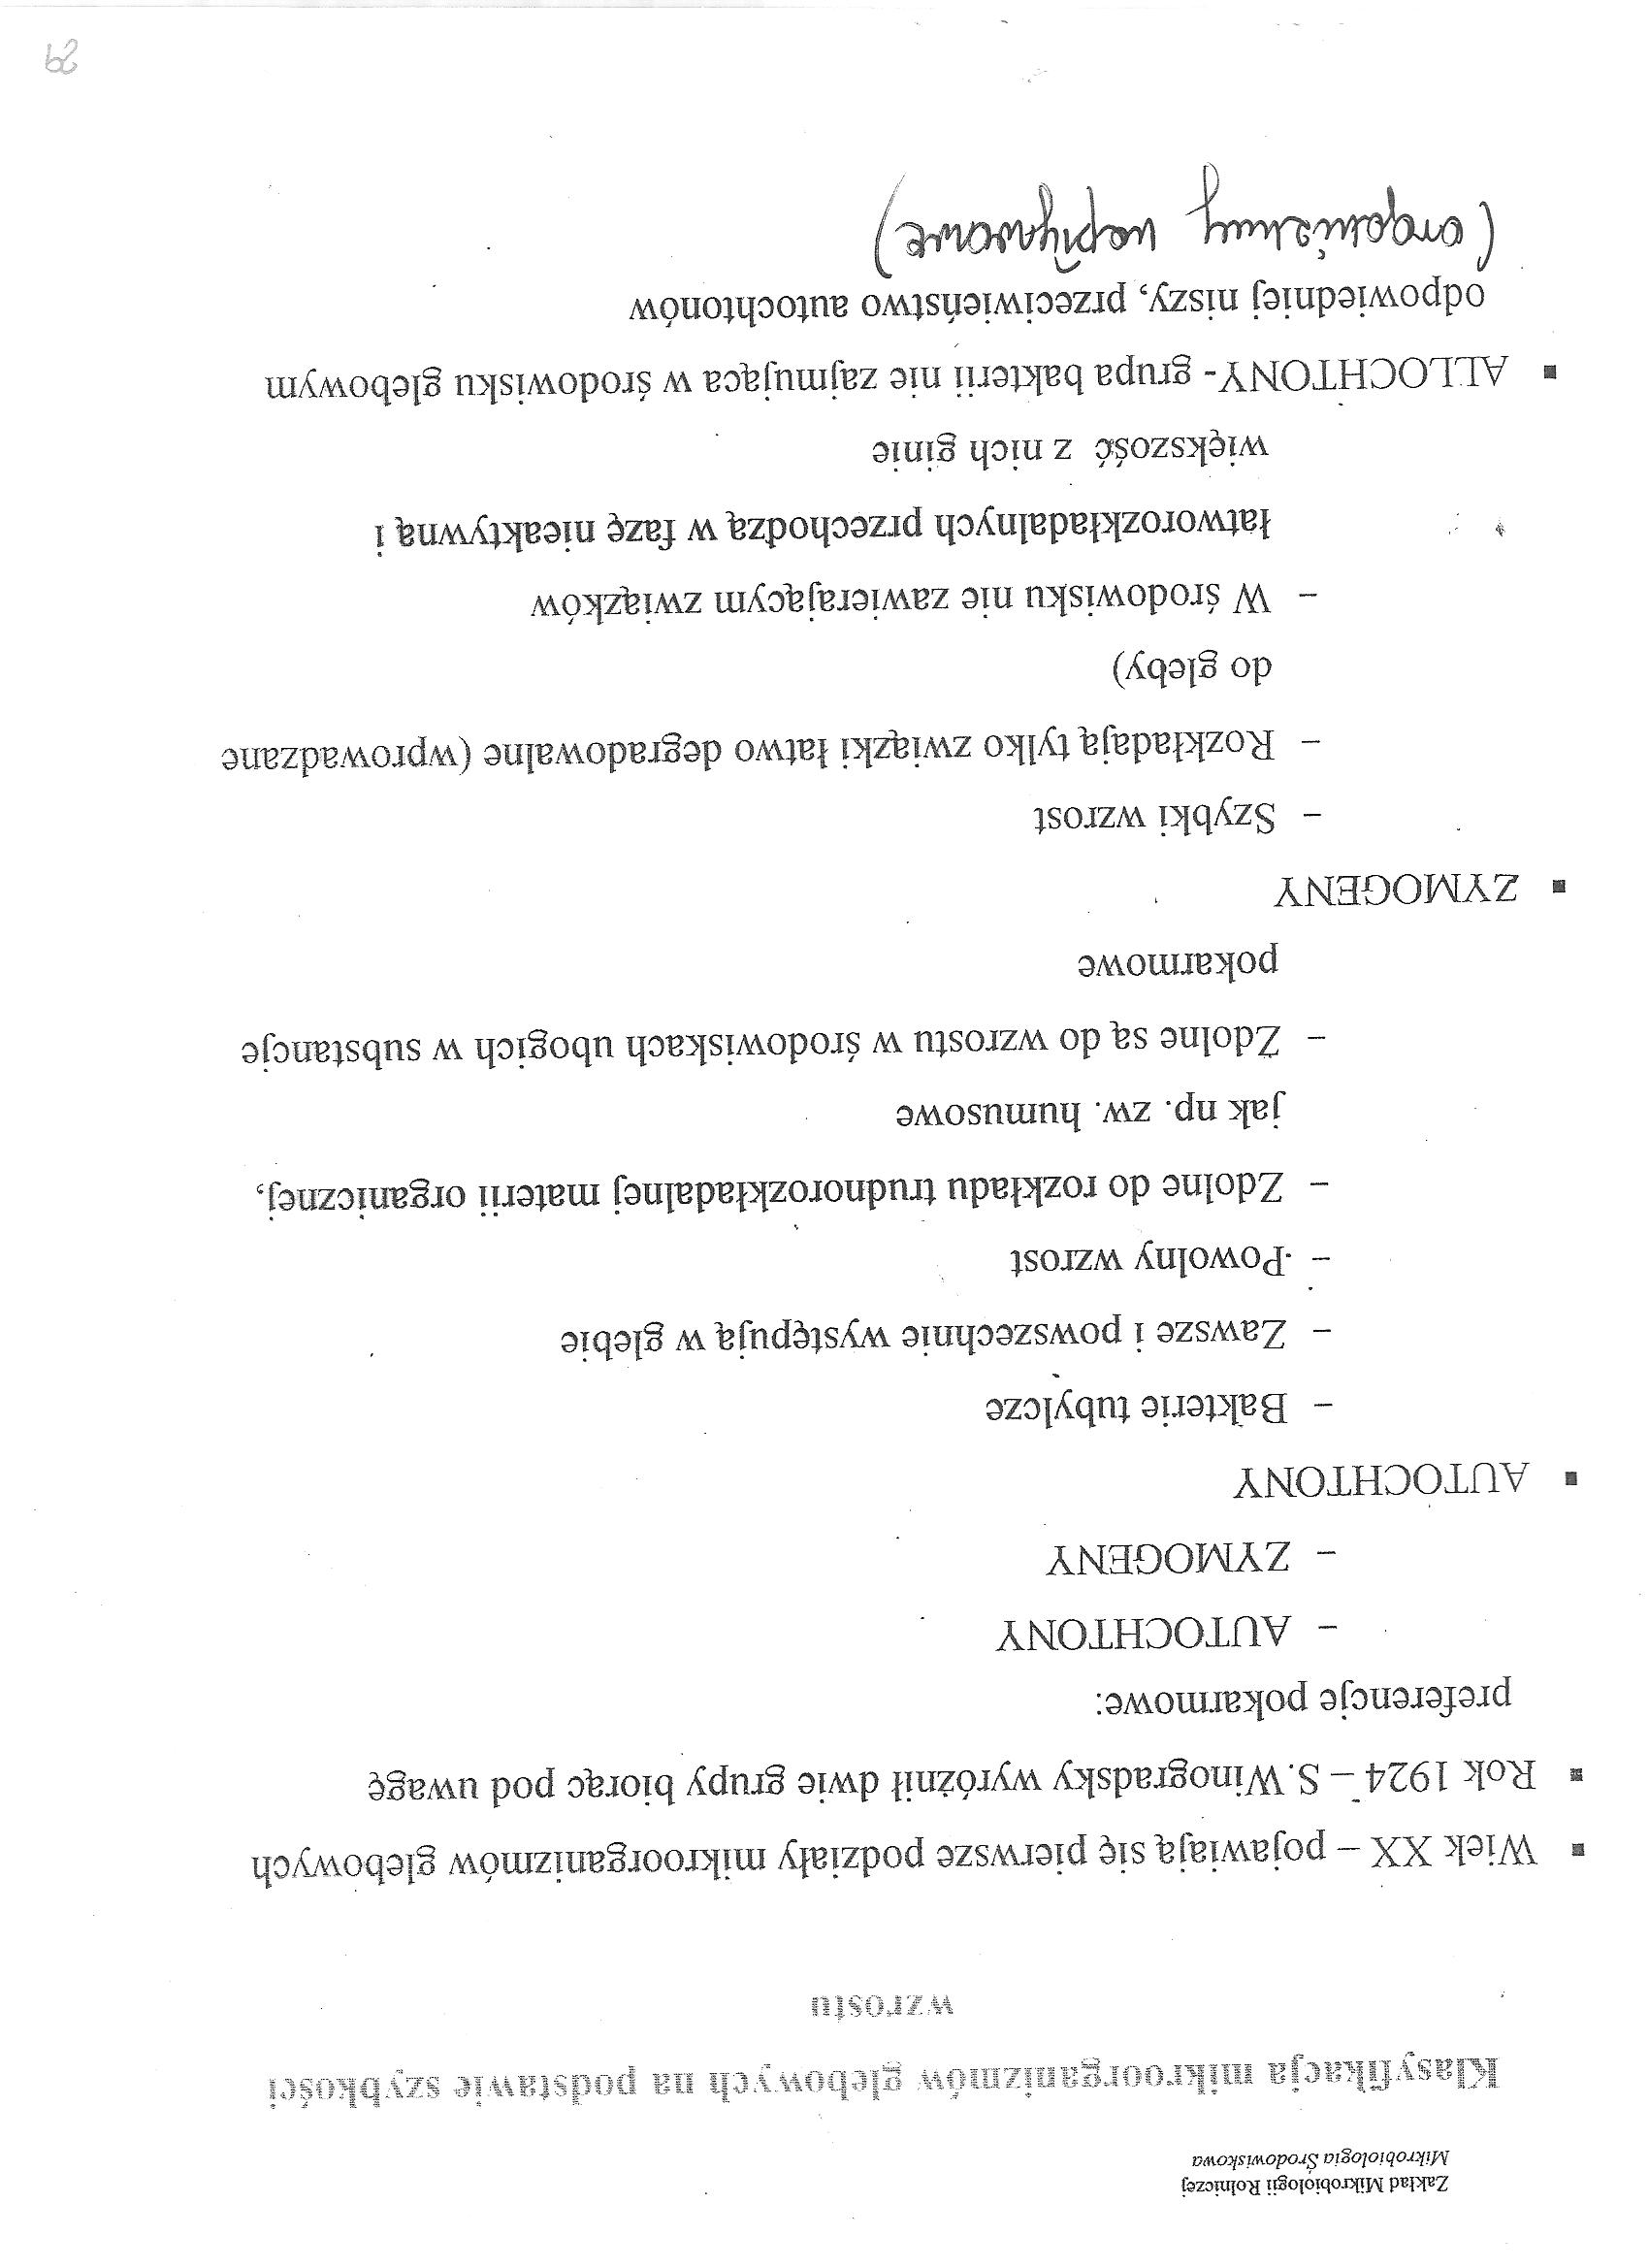 Zakład Mikrobiologii Rolniczej
Mikrobiologia Środowiskowa
Klasyfikacja mikroorganizmów glebowych na podstawie szybkości
wzrostu
▪ Wiek XX – pojawiają się pierwsze podziały mikroorganizmów glebowych
▪ Rok 1924 – S.Winogradsky wyróżnił dwie grupy biorąc pod uwagę
preferencje pokarmowe:
– AUTOCHTONY
– ZYMOGENY
▪ AUTOCHTONY
– Bakterie tubylcze
– Zawsze i powszechnie występują w glebie
– Powolny wzrost
– Zdolne do rozkładu trudnorozkładalnej materii organicznej,
jak np. zw. humusowe
– Zdolne są do wzrostu w środowiskach ubogich w substancje
pokarmowe
▪ ZYMOGENY
– Szybki wzrost
– Rozkładają tylko związki łatwo degradowalne (wprowadzane
do gleby)
– W środowisku nie zawierającym związków
łatworozkładalnych przechodzą w fazę nieaktywną i
większość z nich ginie
▪ ALLOCHTONY- grupa bakterii nie zajmująca w środowisku glebowym
odpowiedniej niszy, przeciwieństwo autochtonów
(organizmy napływowe)
29